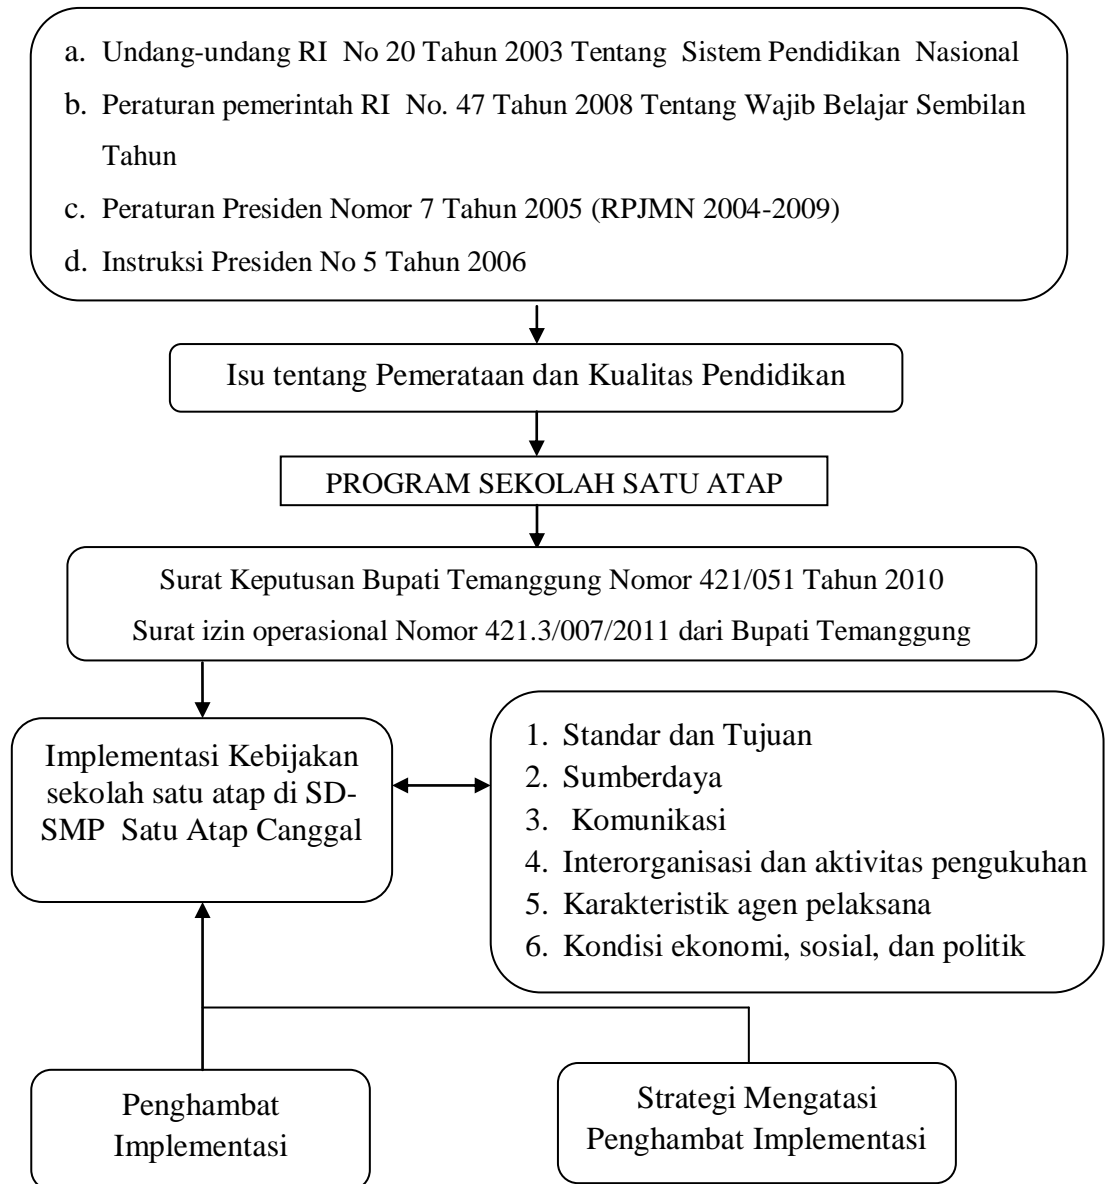 a. Undang-undang RI No 20 Tahun 2003 Tentang Sistem Pendidikan Nasional
b. Peraturan pemerintah RI No. 47 Tahun 2008 Tentang Wajib Belajar Sembilan
Tahun
c. Peraturan Presiden Nomor 7 Tahun 2005 (RPJMN 2004-2009)
d. Instruksi Presiden No 5 Tahun 2006
Isu tentang Pemerataan dan Kualitas Pendidikan
PROGRAM SEKOLAH SATU ATAP
Surat Keputusan Bupati Temanggung Nomor 421/051 Tahun 2010
Surat izin operasional Nomor 421.3/007/2011 dari Bupati Temanggung
Implementasi Kebijakan
sekolah satu atap di SD-
SMP Satu Atap Canggal
1. Standar dan Tujuan
2. Sumberdaya
3. Komunikasi
4. Interorganisasi dan aktivitas pengukuhan
5. Karakteristik agen pelaksana
6. Kondisi ekonomi, sosial, dan politik
Penghambat
Implementasi
Strategi Mengatasi
Penghambat Implementasi